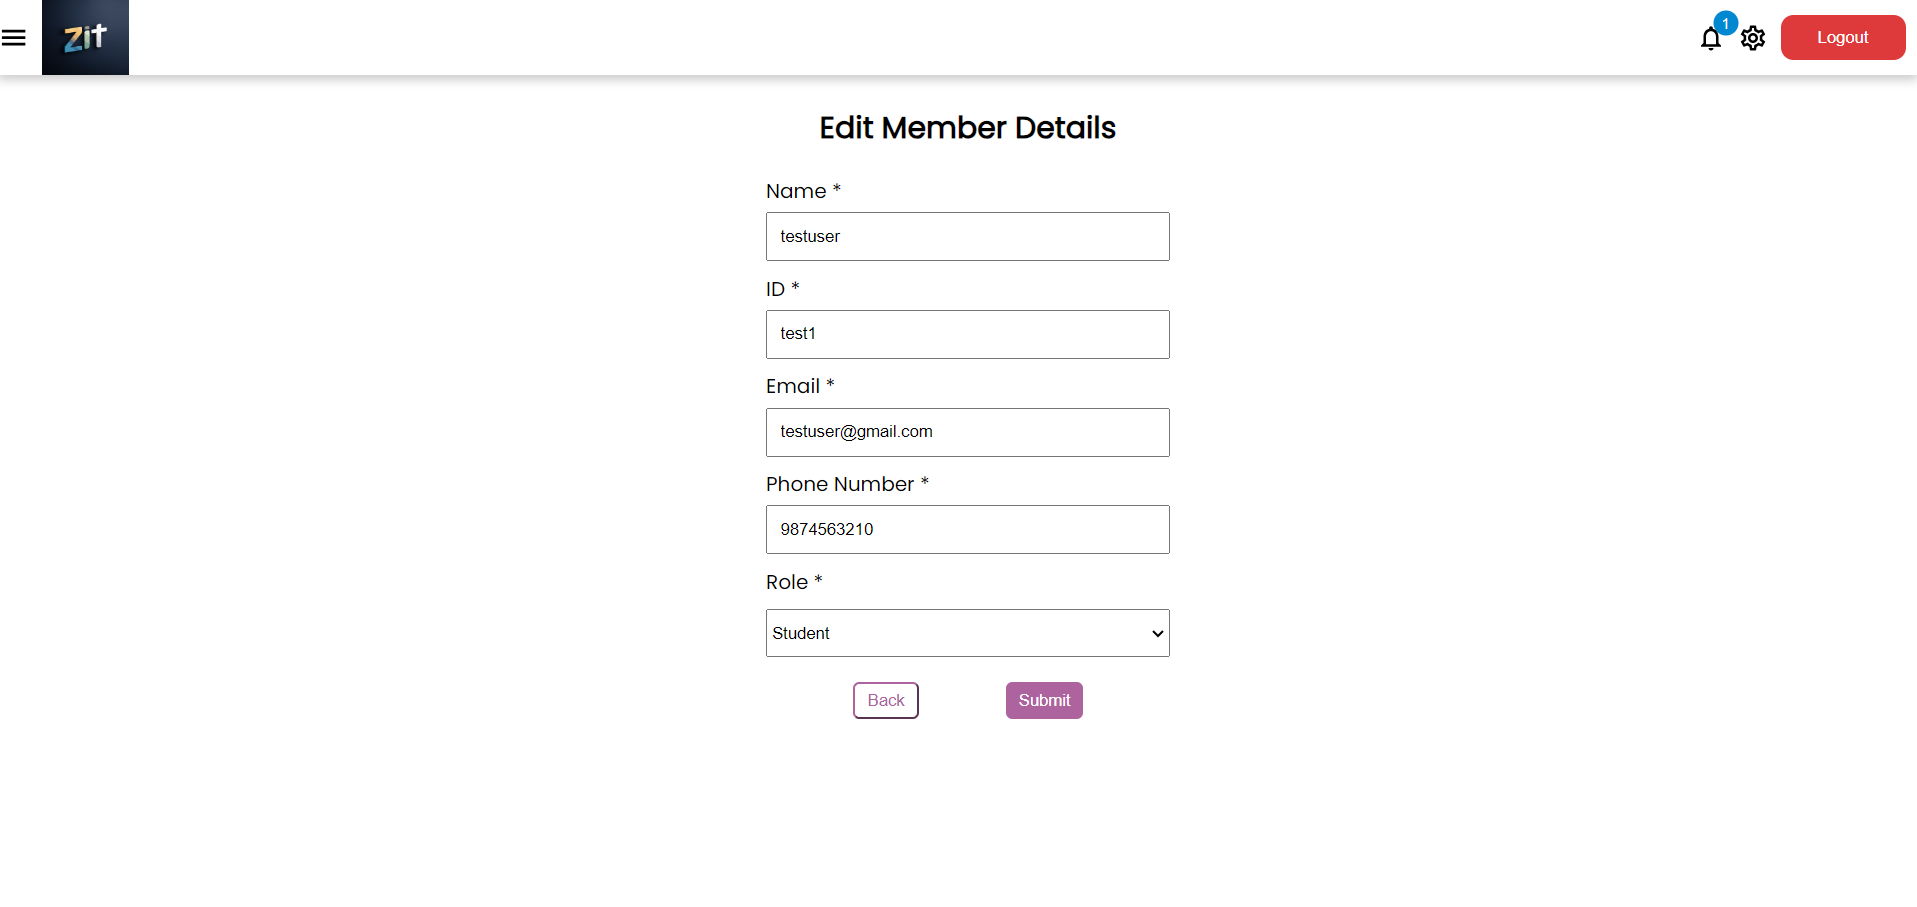 Zit
1
Logout
Edit Member Details
Name *
testuser
ID *
test1
Email *
testuser@gmail.com
Phone Number *
9874563210
Role *
Student
Back Submit